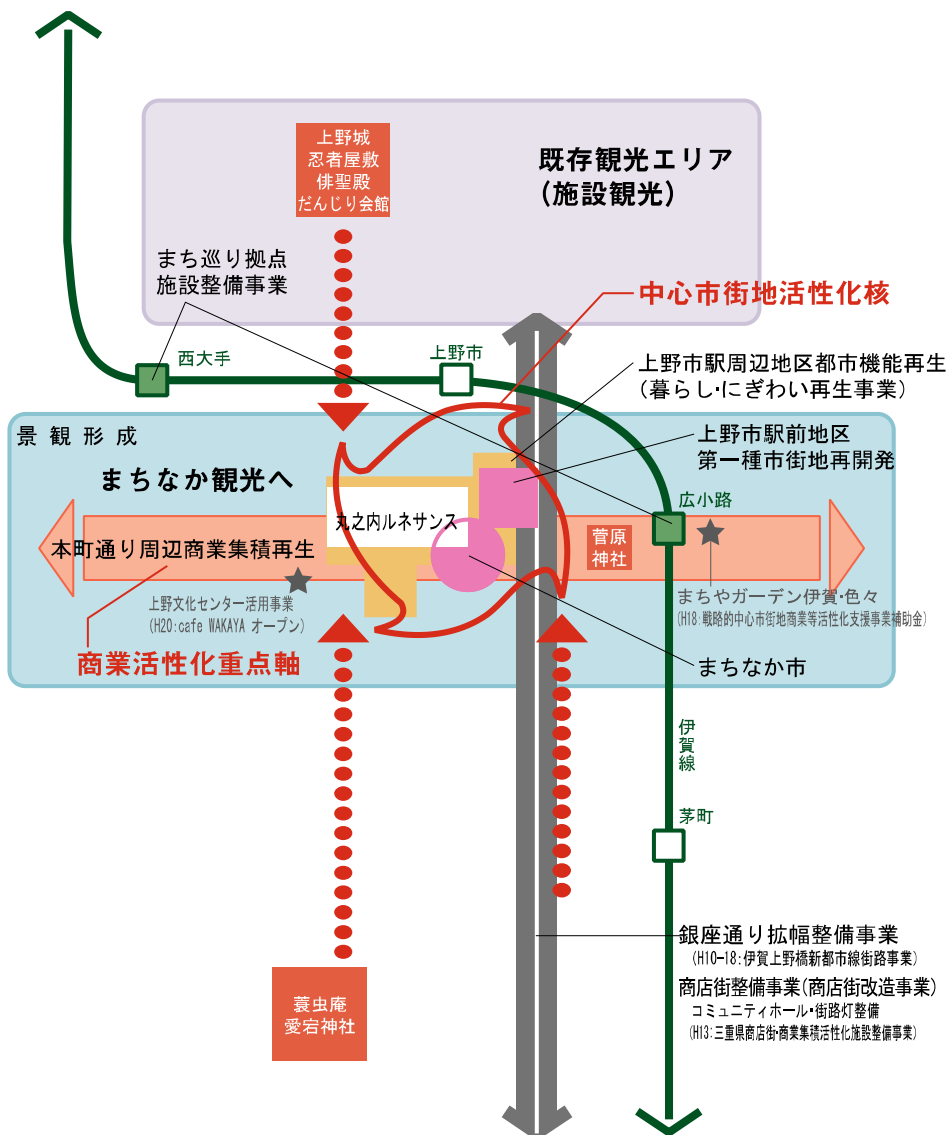 上野城
忍者屋敷
俳聖殿
だんじり会館
既存観光エリア
(施設観光)
まち巡り拠点
施設整備事業
中心市街地活性化核
西大手
上野市
上野市駅周辺地区都市機能再生
(暮らし・にぎわい再生事業)
景観形成
上野市駅前地区
第一種市街地再開発
まちなか観光へ
広小路
丸之内ルネサンス
菅原
神社
本町通り周辺商業集積再生
上野文化センター活用事業
(H20:cafe WAKAYA オープン)
まちやガーデン伊賀・色々
(H18:戦略的中心市街地商業等活性化支援事業補助金)
商業活性化重点軸
まちなか市
伊賀線
茅町
銀座通り拡幅整備事業
(H10-18:伊賀上野橋新都市線街路事業)
商店街整備事業(商店街改造事業)
コミュニティホール・街路灯整備
(H13:三重県商店街・商業集積活性化施設整備事業)
蓑虫庵
愛宕神社